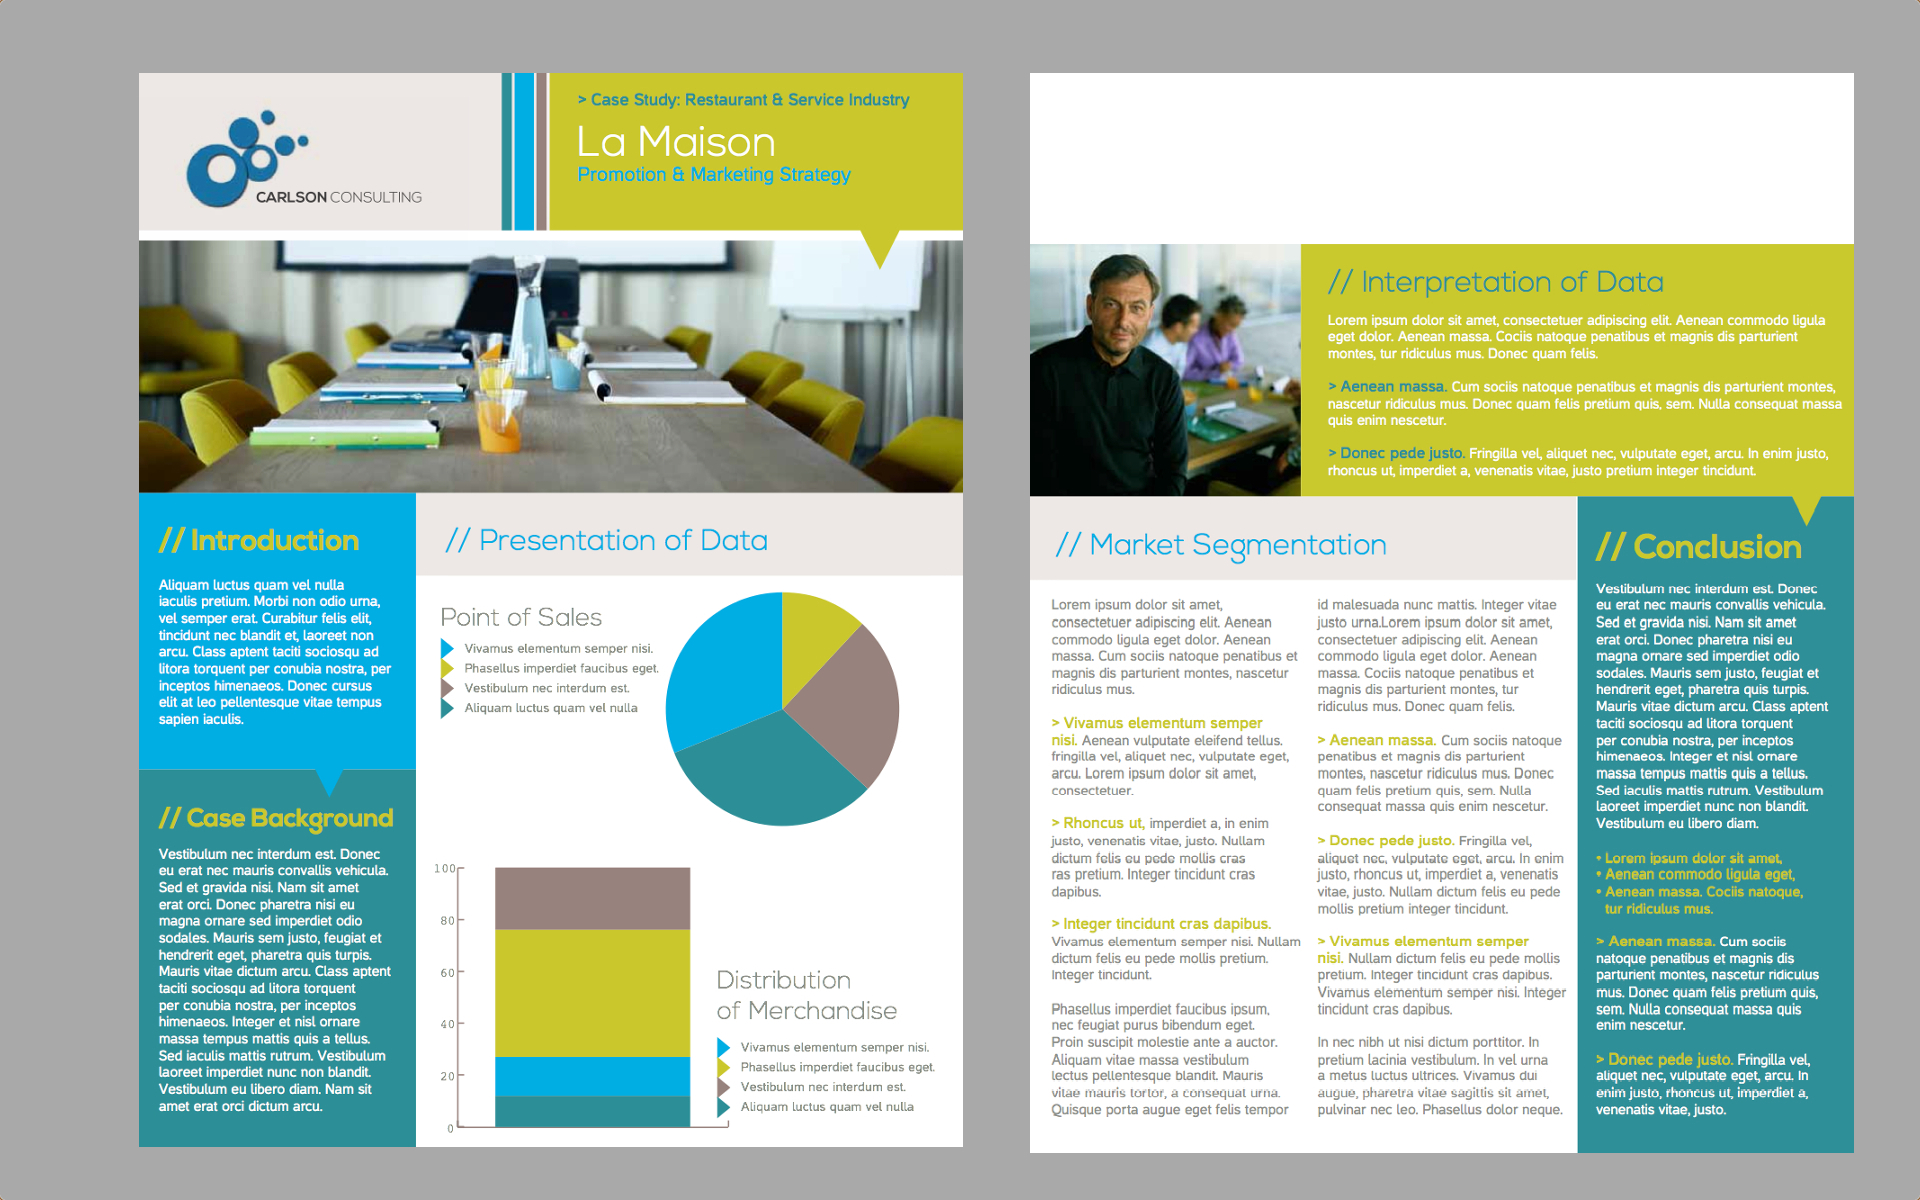 CARLSON CONSULTING
> Case Study: Restaurant & Service Industry
La Maison
Promotion & Marketing Strategy
// Introduction
Aliquam luctus quam vel nulla
iaculis pretium. Morbi non odio urna,
vel semper erat. Curabitur felis elit,
tincidunt nec blandit et, laoreet non
arcu. Class aptent taciti sociosqu ad
litora torquent per conubia nostra, per
inceptos himenaeos. Donec cursus
elit at leo pellentesque vitae tempus
sapien iaculis.
// Case Background
Vestibulum nec interdum est. Donec
eu erat nec mauris convallis vehicula.
Sed et gravida nisi. Nam sit amet
erat orci. Donec pharetra nisi eu
magna ornare sed imperdiet odio
sodales. Mauris sem justo, feugiat et
hendrerit eget, pharetra quis turpis.
Mauris vitae dictum arcu. Class aptent
taciti sociosqu ad litora torquent
per conubia nostra, per inceptos
himenaeos. Integer et nisl ornare
massa tempus mattis quis a tellus.
Sed iaculis mattis rutrum. Vestibulum
laoreet imperdiet nunc non blandit.
Vestibulum eu libero diam. Nam sit
amet erat orci dictum arcu.
// Presentation of Data
Point of Sales
Vivamus elementum semper nisi.
Phasellus imperdiet faucibus eget.
Vestibulum nec interdum est.
Aliquam luctus quam vel nulla
100
80
60
40
20
0
Distribution
of Merchandise
Vivamus elementum semper nisi.
Phasellus imperdiet faucibus eget.
Vestibulum nec interdum est.
Aliquam luctus quam vel nulla
// Interpretation of Data
Lorem ipsum dolor sit amet, consectetuer adipiscing elit. Aenean commodo ligula
eget dolor. Aenean massa. Cociis natoque penatibus et magnis dis parturient
montes, tur ridiculus mus. Donec quam felis.
> Aenean massa. Cum sociis natoque penatibus et magnis dis parturient montes,
nascetur ridiculus mus. Donec quam felis pretium quis, sem. Nulla consequat massa
quis enim nescetur.
> Donec pede justo. Fringilla vel, aliquet nec, vulputate eget, arcu. In enim justo,
rhoncus ut, imperdiet a, venenatis vitae, justo pretium integer tincidunt.
// Market Segmentation
Lorem ipsum dolor sit amet,
consectetuer adipiscing elit. Aenean
commodo ligula eget dolor. Aenean
massa. Cum sociis natoque penatibus et
magnis dis parturient montes, nascetur
ridiculus mus.
> Vivamus elementum semper
nisi. Aenean vulputate eleifend tellus.
fringilla vel, aliquet nec, vulputate eget,
arcu. Lorem ipsum dolor sit amet,
consectetuer.
> Rhoncus ut, imperdiet a, in enim
justo, venenatis vitae, justo. Nullam
dictum felis eu pede mollis cras
ras pretium. Integer tincidunt cras
dapibus.
> Integer tincidunt cras dapibus.
Vivamus elementum semper nisi. Nullam
dictum felis eu pede mollis pretium.
Integer tincidunt.
Phasellus imperdiet faucibus ipsum,
nec feugiat purus bibendum eget.
Proin suscipit molestie ante a auctor.
Aliquam vitae massa vestibulum
lectus pellentesque blandit. Mauris
vitae mauris tortor, a consequat urna.
Quisque porta augue eget felis tempor
id malesuada nunc mattis. Integer vitae
justo urna.Lorem ipsum dolor sit amet,
consectetuer adipiscing elit. Aenean
commodo ligula eget dolor. Aenean
massa. Cociis natoque penatibus et
magnis dis parturient montes, tur
ridiculus mus. Donec quam felis.
> Aenean massa. Cum sociis natoque
penatibus et magnis dis parturient
montes, nascetur ridiculus mus. Donec
quam felis pretium quis, sem. Nulla
consequat massa quis enim nescetur.
> Donec pede justo. Fringilla vel,
aliquet nec, vulputate eget, arcu. In enim
justo, rhoncus ut, imperdiet a, venenatis
vitae, justo. Nullam dictum felis eu pede
mollis pretium integer tincidunt.
> Vivamus elementum semper
nisi. Nullam dictum felis eu pede mollis
pretium. Integer tincidunt cras dapibus.
Vivamus elementum semper nisi. Integer
tincidunt cras dapibus.
In nec nibh ut nisi dictum porttitor. In
pretium lacinia vestibulum. In vel urna
a metus luctus ultrices. Vivamus dui
augue, pharetra vitae sagittis sit amet,
pulvinar nec leo. Phasellus dolor neque.
// Conclusion
Vestibulum nec interdum est. Donec
eu erat nec mauris convallis vehicula.
Sed et gravida nisi. Nam sit amet
erat orci. Donec pharetra nisi eu
magna ornare sed imperdiet odio
sodales. Mauris sem justo, feugiat et
hendrerit eget, pharetra quis turpis.
Mauris vitae dictum arcu. Class aptent
taciti sociosqu ad litora torquent
per conubia nostra, per inceptos
himenaeos. Integer et nisl ornare
massa tempus mattis quis a tellus.
Sed iaculis mattis rutrum. Vestibulum
laoreet imperdiet nunc non blandit.
Vestibulum eu libero diam.
• Lorem ipsum dolor sit amet,
• Aenean commodo ligula eget,
• Aenean massa. Cociis natoque,
tur ridiculus mus.
> Aenean massa. Cum sociis
natoque penatibus et magnis dis
parturient montes, nascetur ridiculus
mus. Donec quam felis pretium quis,
sem. Nulla consequat massa quis
enim nescetur.
> Donec pede justo. Fringilla vel,
aliquet nec, vulputate eget, arcu. In
enim justo, rhoncus ut, imperdiet a,
venenatis vitae, justo.